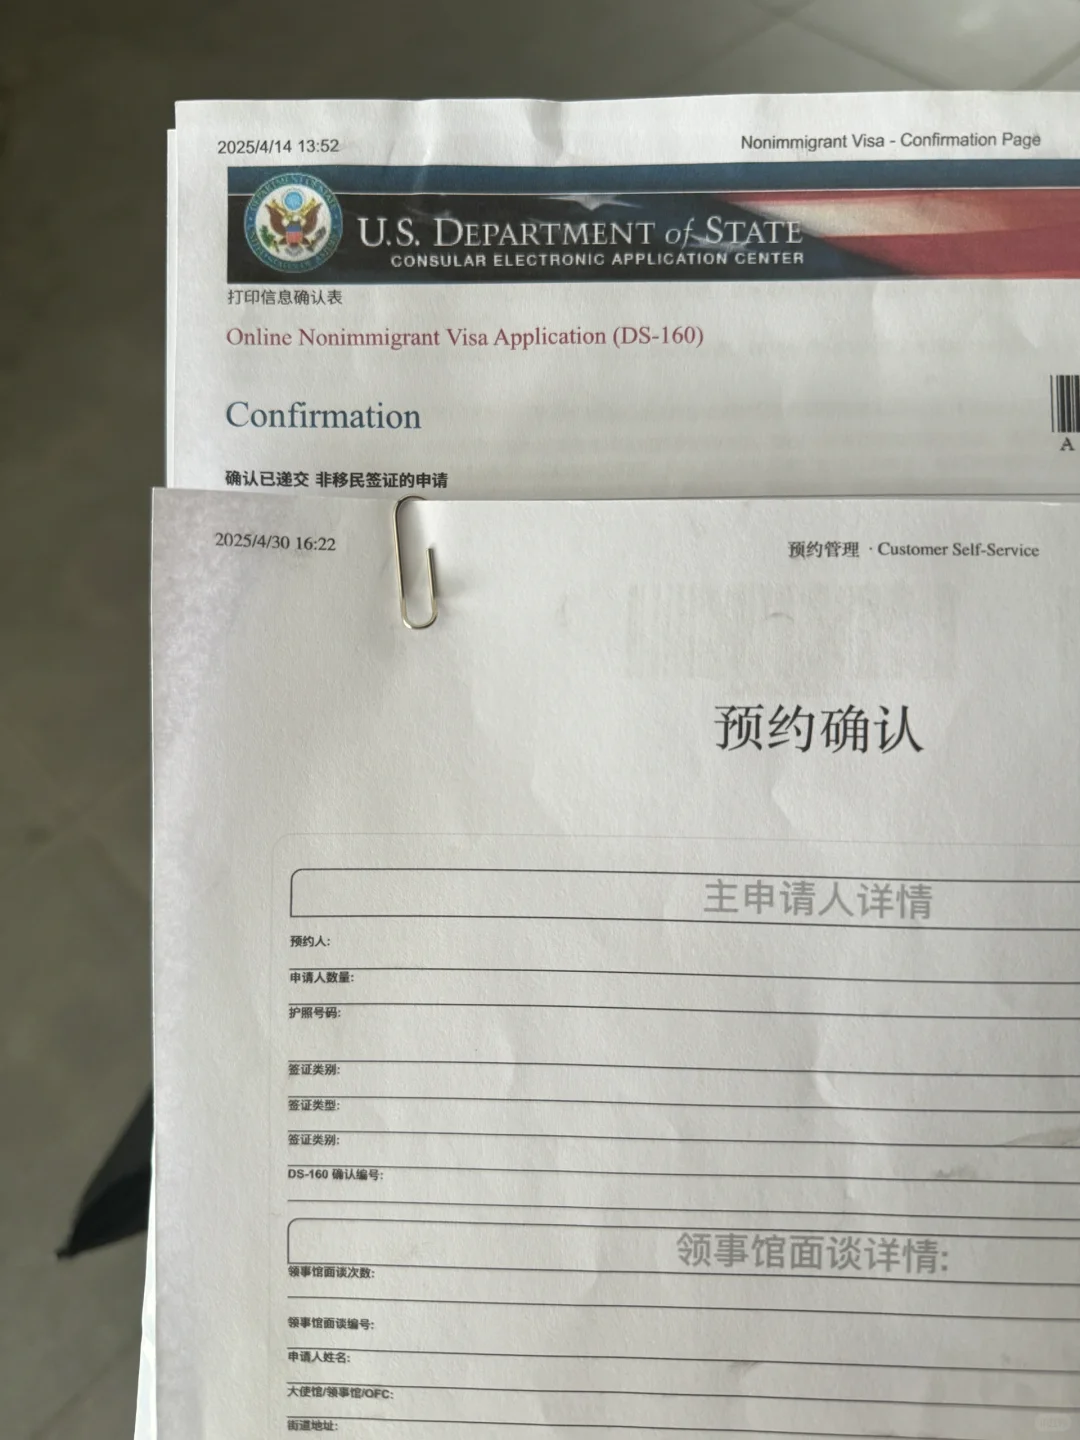 2025/4/14 13:52
Nonimmigrant Visa - Confirmation Page
U.S. DEPARTMENT of STATE
CONSULAR ELECTRONIC APPLICATION CENTER
打印信息确认表
Online Nonimmigrant Visa Application (DS-160)
Confirmation
A
确认已递交 非移民签证的申请
2025/4/30 16:22
预约管理 · Customer Self-Service
预约确认
主申请人详情
预约人:
申请人数量:
护照号码:
签证类别:
签证类型:
签证类别:
DS-160 确认编号:
领事馆面谈详情:
领事馆面谈次数:
领事馆面谈编号:
申请人姓名:
大使馆/领事馆/OFC:
街道地址: